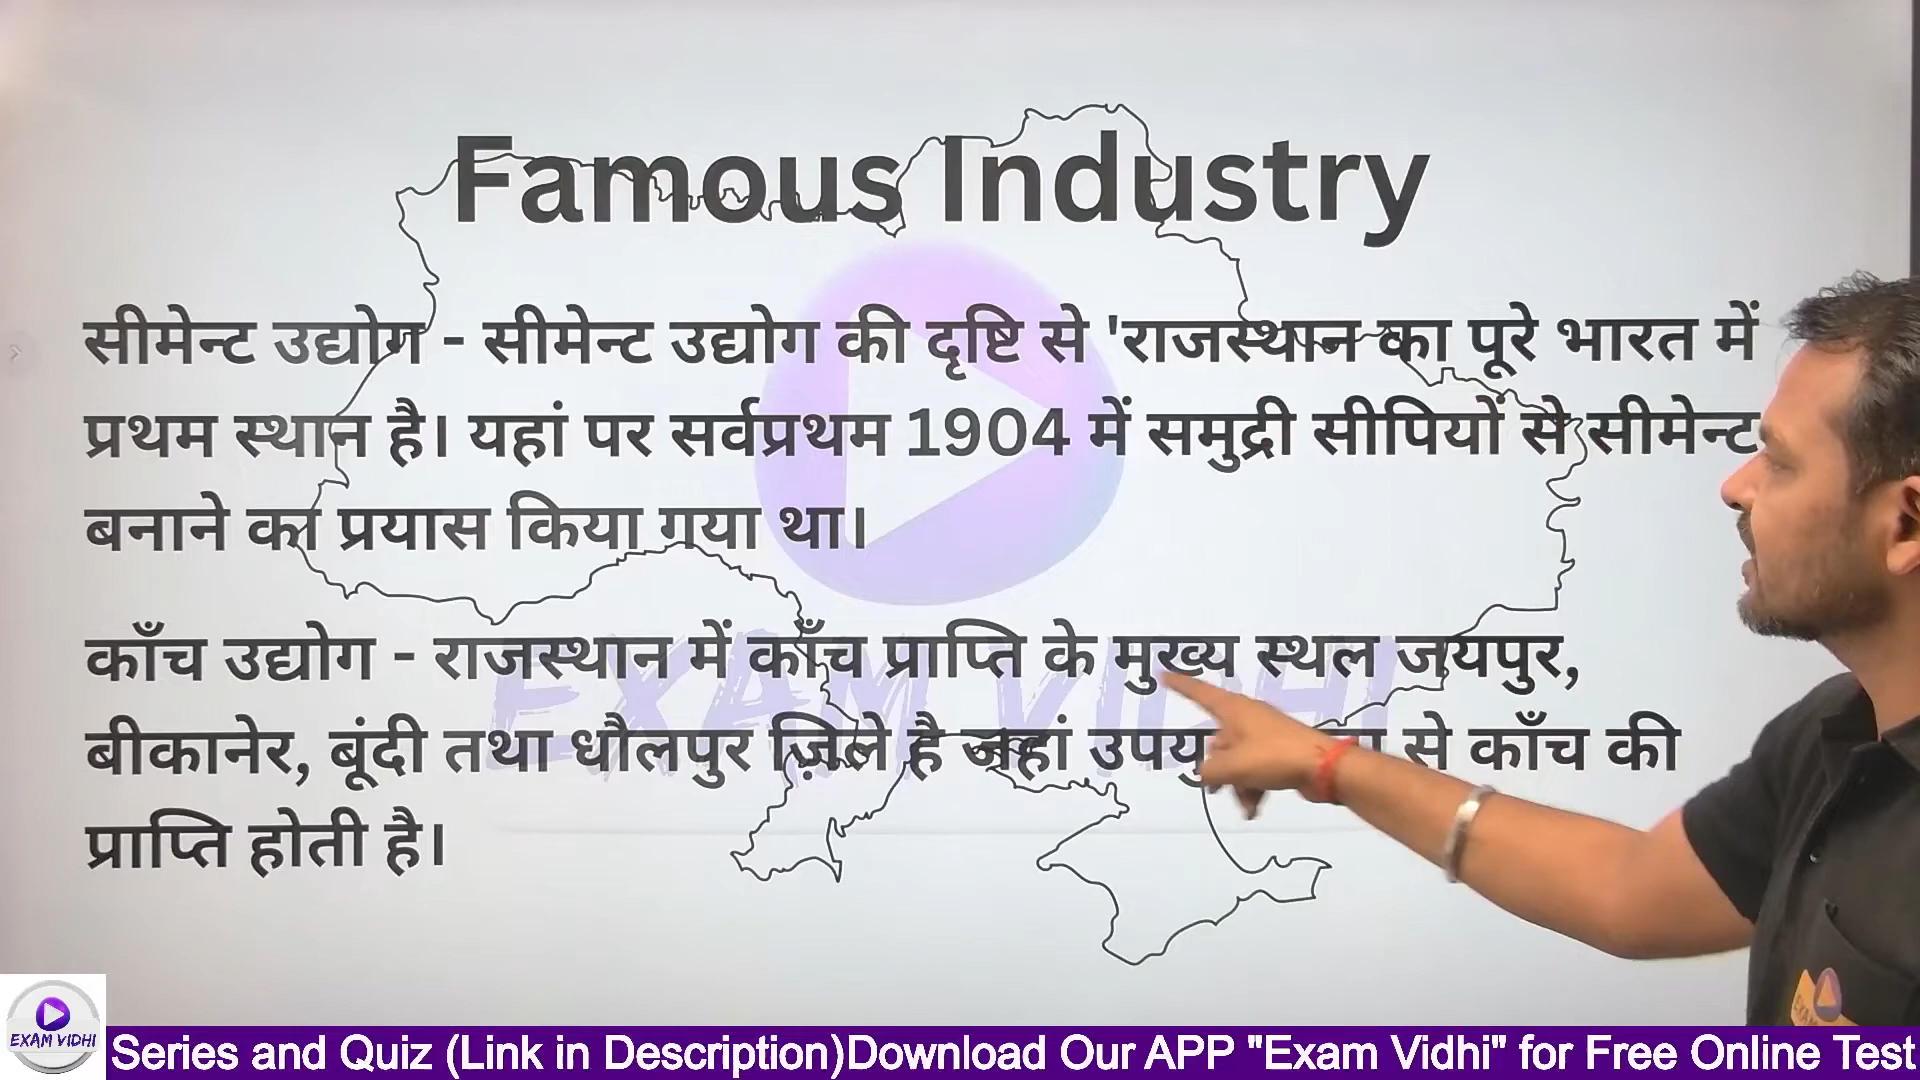 Famous Industry
सीमेन्ट उद्योग - सीमेन्ट उद्योग की दृष्टि से 'राजस्थान का पूरे भारत में
प्रथम स्थान है। यहां पर सर्वप्रथम 1904 में समुद्री सीपियों से सीमेन्ट
बनाने का प्रयास किया गया था।
काँच उद्योग - राजस्थान में काँच प्राप्ति के मुख्य स्थल जयपुर,
बीकानेर, बूंदी तथा धौलपुर ज़िले है जहां से काँच की
प्राप्ति होती है।
EXAM VIDHI
EXAM VIDHI
Series and Quiz (Link in Description)Download Our APP "Exam Vidhi" for Free Online Test